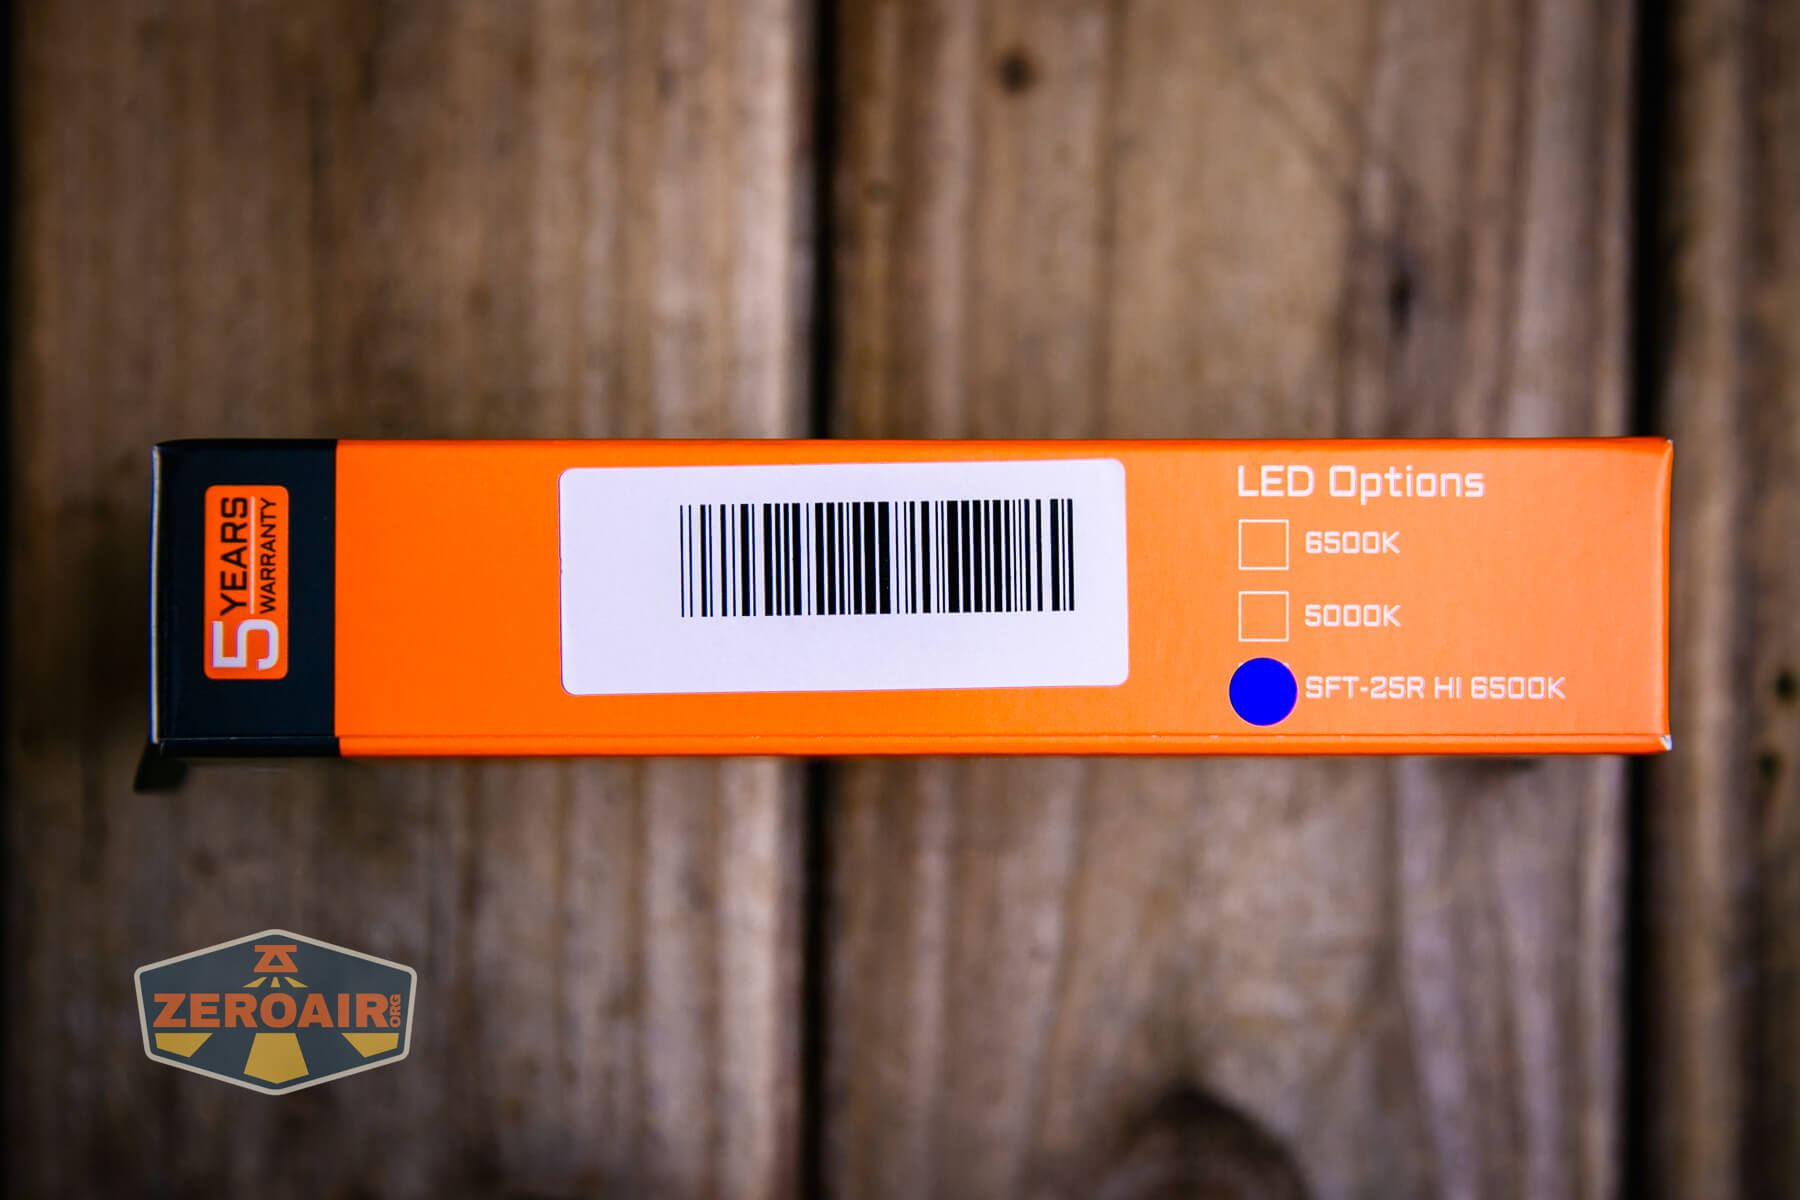 5 YEARS
WARRANTY
LED Options
6500K
5000K
SFT-25R HI 6500K
ZEROAIR.ORG